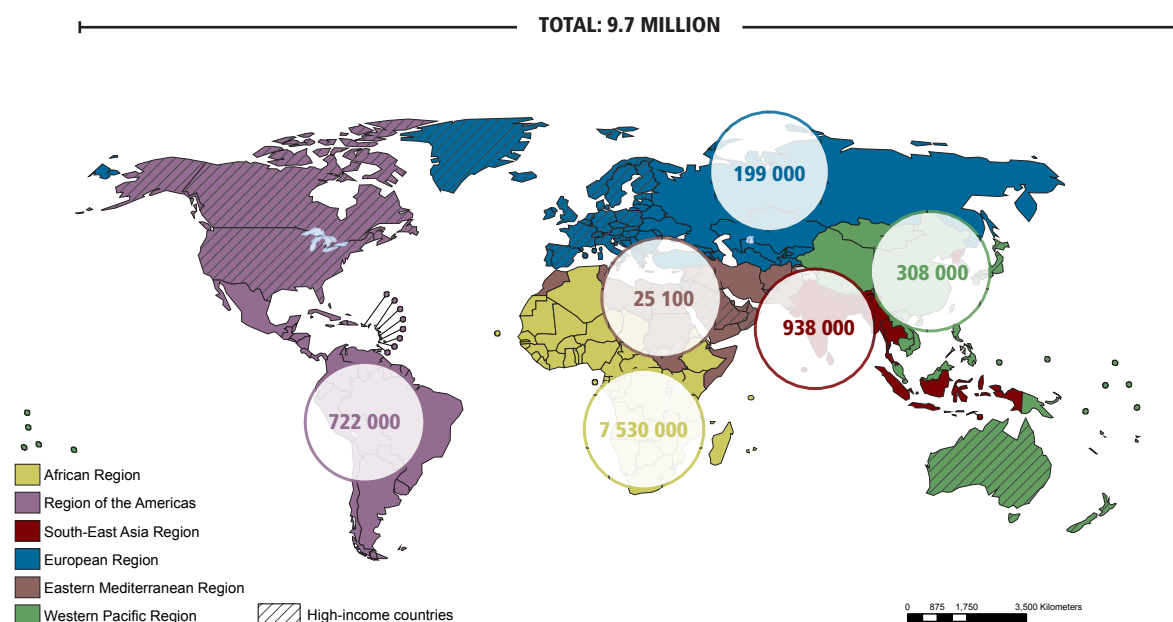 TOTAL: 9.7 MILLION
199 000
308 000
25 100
938 000
722 000
7 530 000
African Region
Region of the Americas
South-East Asia Region
European Region
Eastern Mediterranean Region
Western Pacific Region
High-income countries
0 875 1,750 3,500 Kilometers